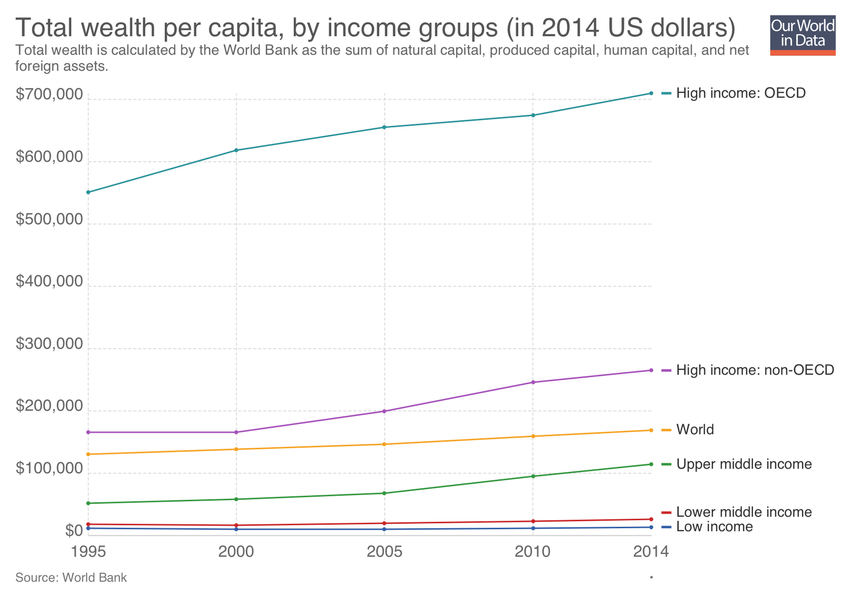 Total wealth per capita, by income groups (in 2014 US dollars)
Our World
in Data
Total wealth is calculated by the World Bank as the sum of natural capital, produced capital, human capital, and net
foreign assets.
$700,000
High income: OECD
$600,000
$500,000
$400,000
$300,000
High income: non-OECD
$200,000
World
$100,000
Upper middle income
Lower middle income
Low income
$0
1995
2000
2005
2010
2014
Source: World Bank